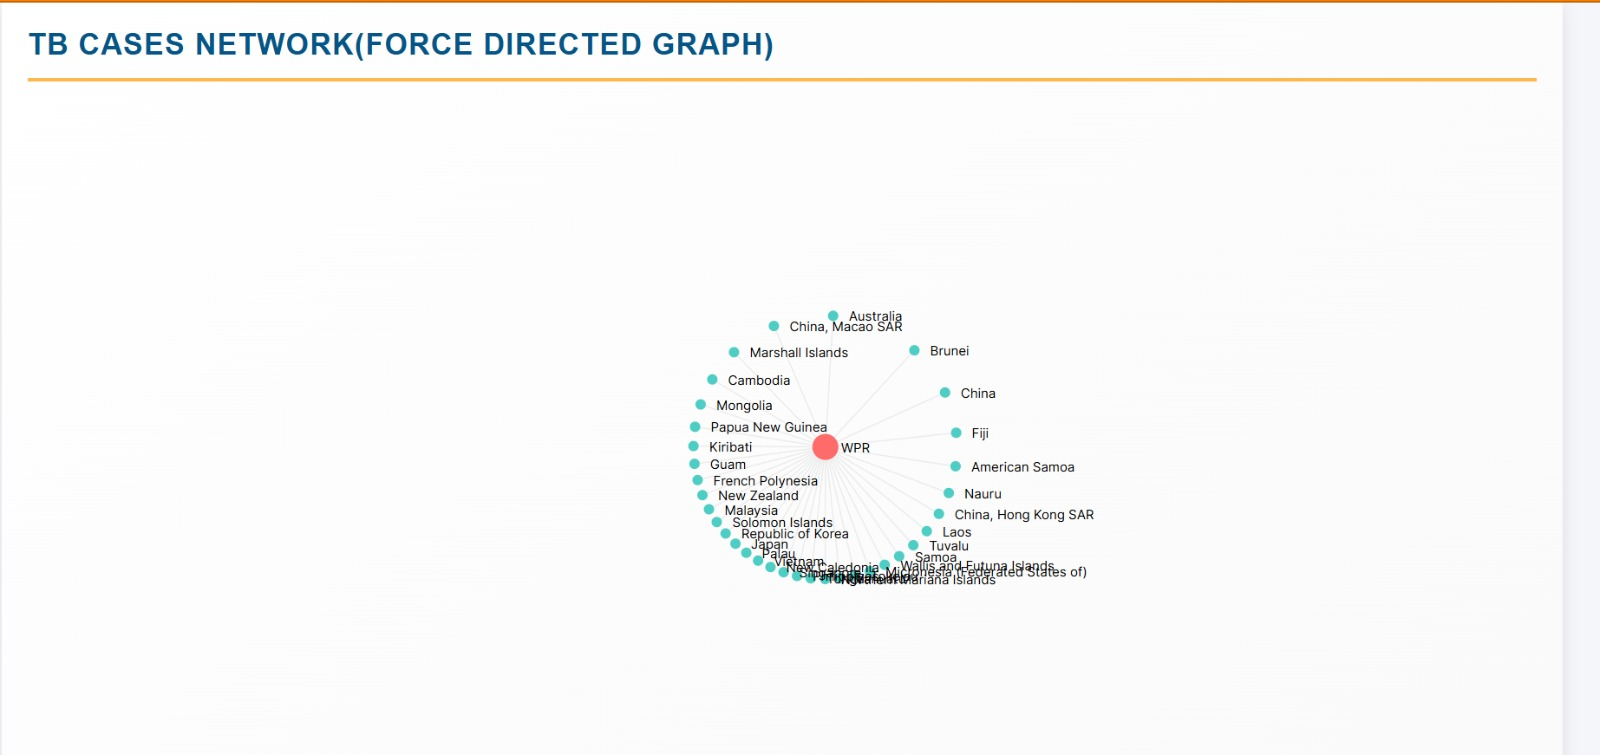 TB CASES NETWORK(FORCE DIRECTED GRAPH)
Australia
China, Macao SAR
Brunei
Marshall Islands
Cambodia
China
Mongolia
Papua New Guinea
Fiji
Kiribati
WPR
Guam
American Samoa
French Polynesia
New Zealand
Nauru
Malaysia
China, Hong Kong SAR
Solomon Islands
Republic of Korea
Laos
Japan
Tuvalu
Palau
Samoa
Vietnam
New Caledonia
Wallis and Futuna Islands
Singapore
Micronesia (Federated States of)
Northern Mariana Islands